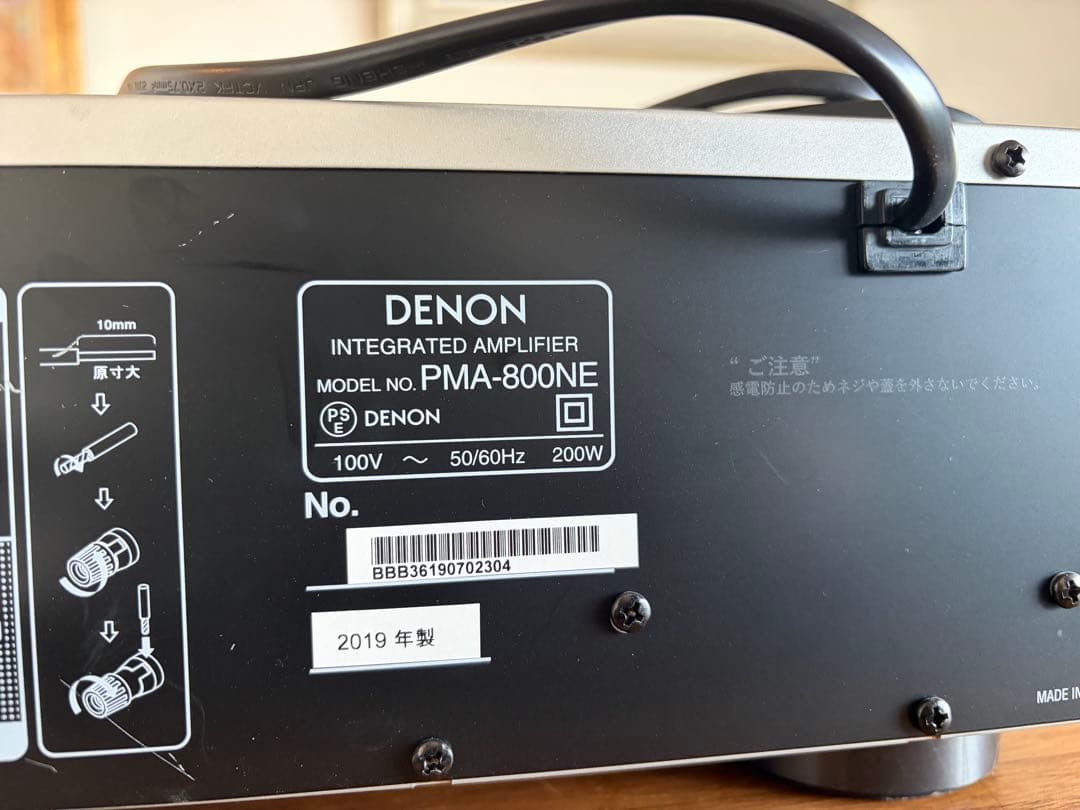 10mm
原寸大
DENON
INTEGRATED AMPLIFIER
MODEL NO. PMA-800NE
PS
E
DENON
100V ～ 50/60Hz 200W
No.
BBB36190702304
2019 年製
“ ご注意”
感電防止のためネジや蓋を外さないでください。
MADE IN